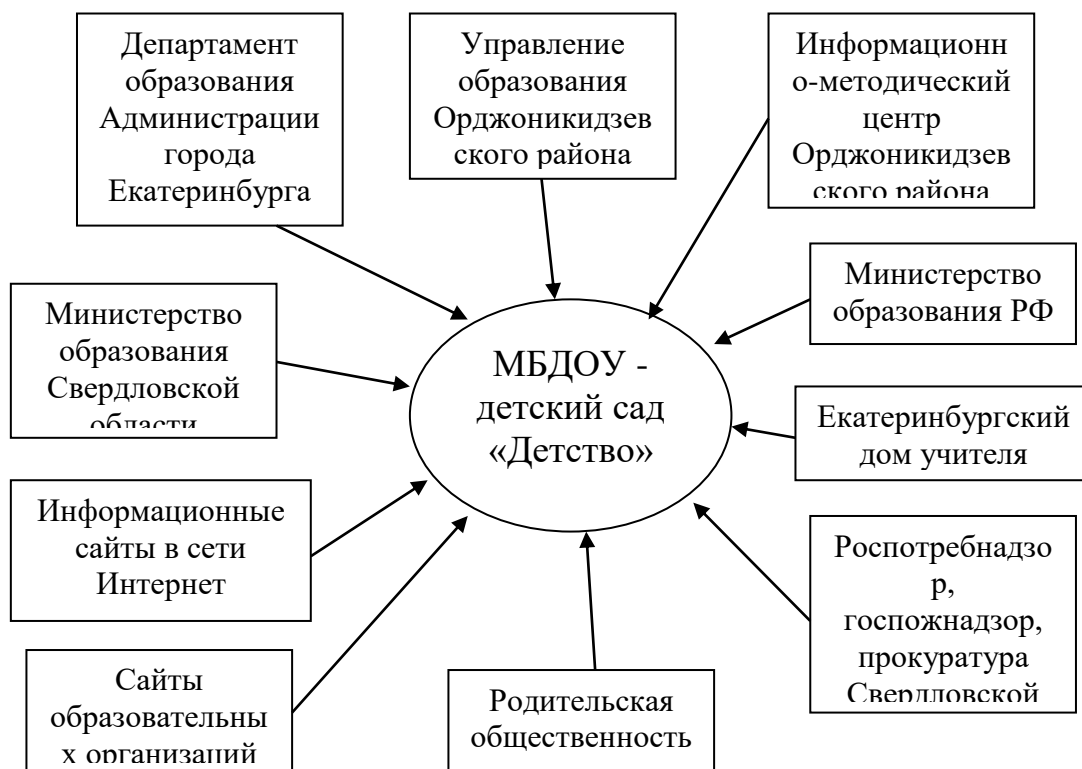 Департамент
образования
Администрации
города
Екатеринбурга
Управление
образования
Орджоникидзев
ского района
Информационн
о-методический
центр
Орджоникидзев
ского района
Министерство
образования
Свердловской
области
Министерство
образования РФ
МБДОУ -
детский сад
«Детство»
Екатеринбургский
дом учителя
Информационные
сайты в сети
Интернет
Роспотребнадзо
р,
госпожнадзор,
прокуратура
Свердловской
Сайты
образовательны
х организаций
Родительская
общественность